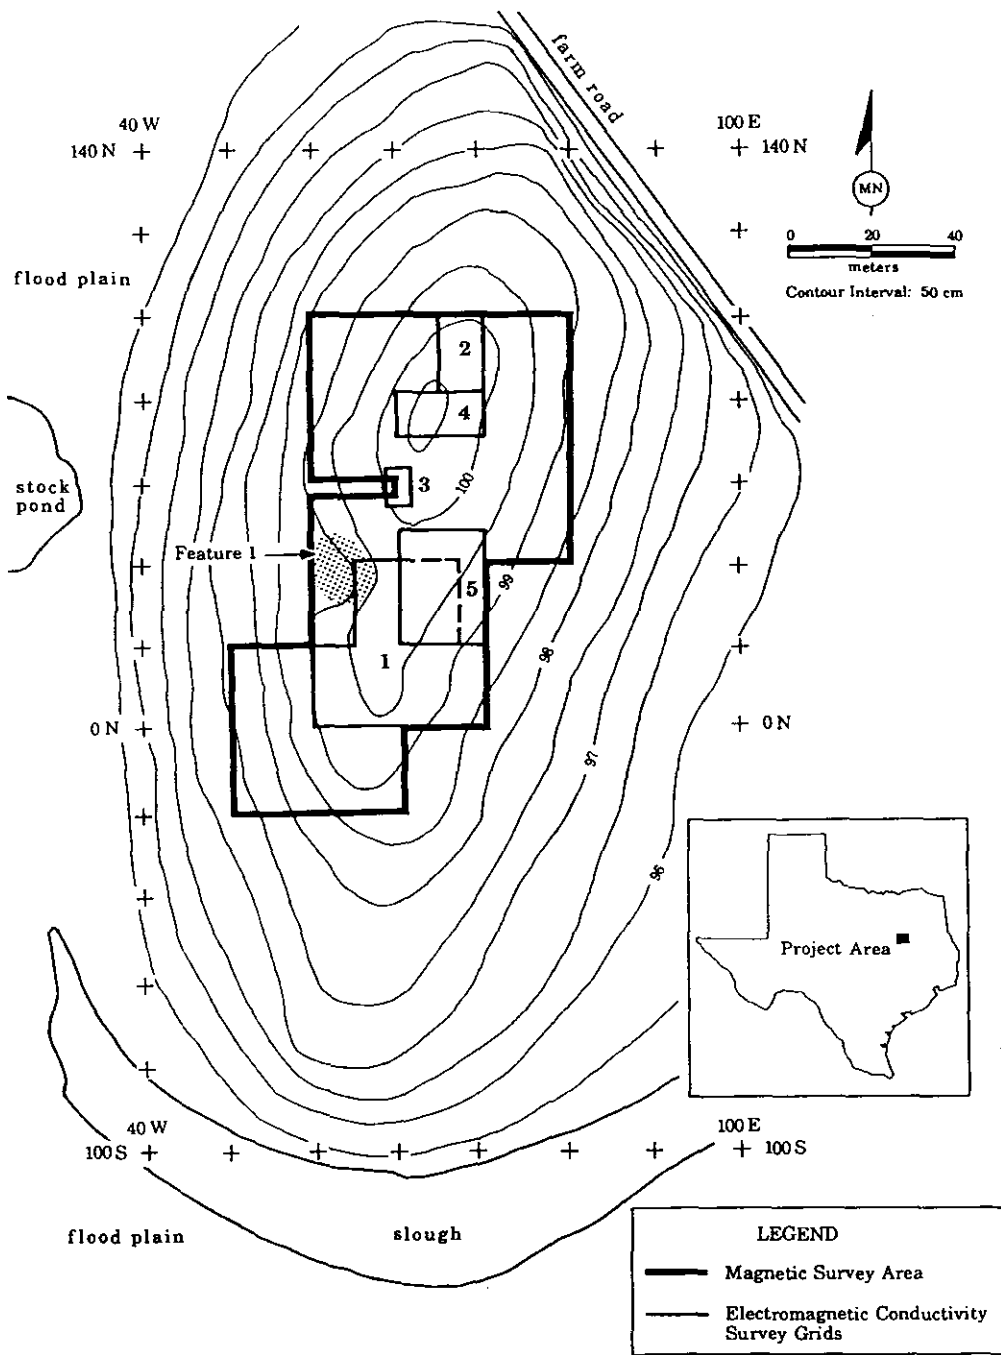 farm road
40 W
100 E
140 N
140 N
MN
0 20 40
meters
Contour Interval: 50 cm
flood plain
2
4
3
100
stock
pond
Feature 1
5
99
1
98
0 N
0 N
97
96
Project Area
40 W
100 E
100 S
100 S
flood plain
slough
LEGEND
Magnetic Survey Area
Electromagnetic Conductivity
Survey Grids